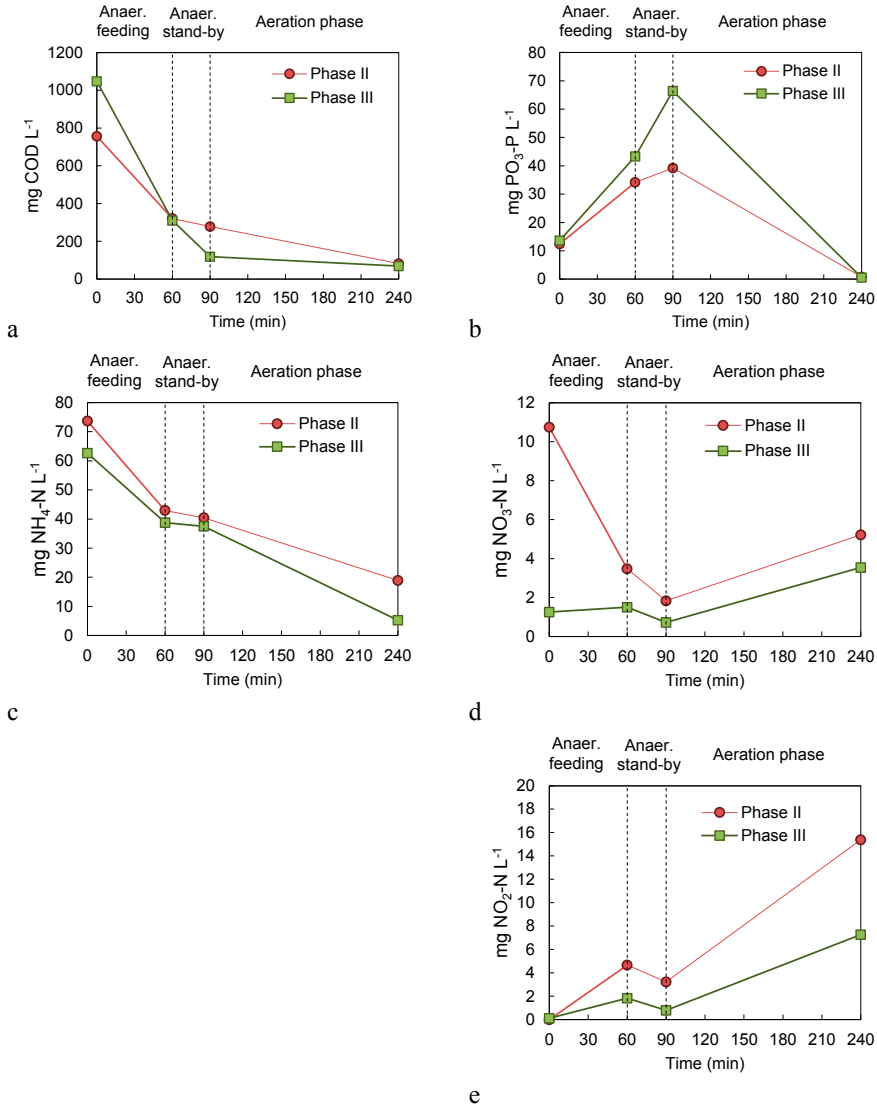 Anaer. feeding
Anaer. stand-by
Aeration phase
1200
1000
800
600
400
200
0
mg COD L-1
Phase II
Phase III
0 30 60 90 120 150 180 210 240
Time (min)
a
Anaer. feeding
Anaer. stand-by
Aeration phase
80
70
60
50
40
30
20
10
0
mg PO3-P L-1
Phase II
Phase III
0 30 60 90 120 150 180 210 240
Time (min)
b
Anaer. feeding
Anaer. stand-by
Aeration phase
80
70
60
50
40
30
20
10
0
mg NH4-N L-1
Phase II
Phase III
0 30 60 90 120 150 180 210 240
Time (min)
c
Anaer. feeding
Anaer. stand-by
Aeration phase
12
10
8
6
4
2
0
mg NO3-N L-1
Phase II
Phase III
0 30 60 90 120 150 180 210 240
Time (min)
d
Anaer. feeding
Anaer. stand-by
Aeration phase
20
18
16
14
12
10
8
6
4
2
0
mg NO2-N L-1
Phase II
Phase III
0 30 60 90 120 150 180 210 240
Time (min)
e